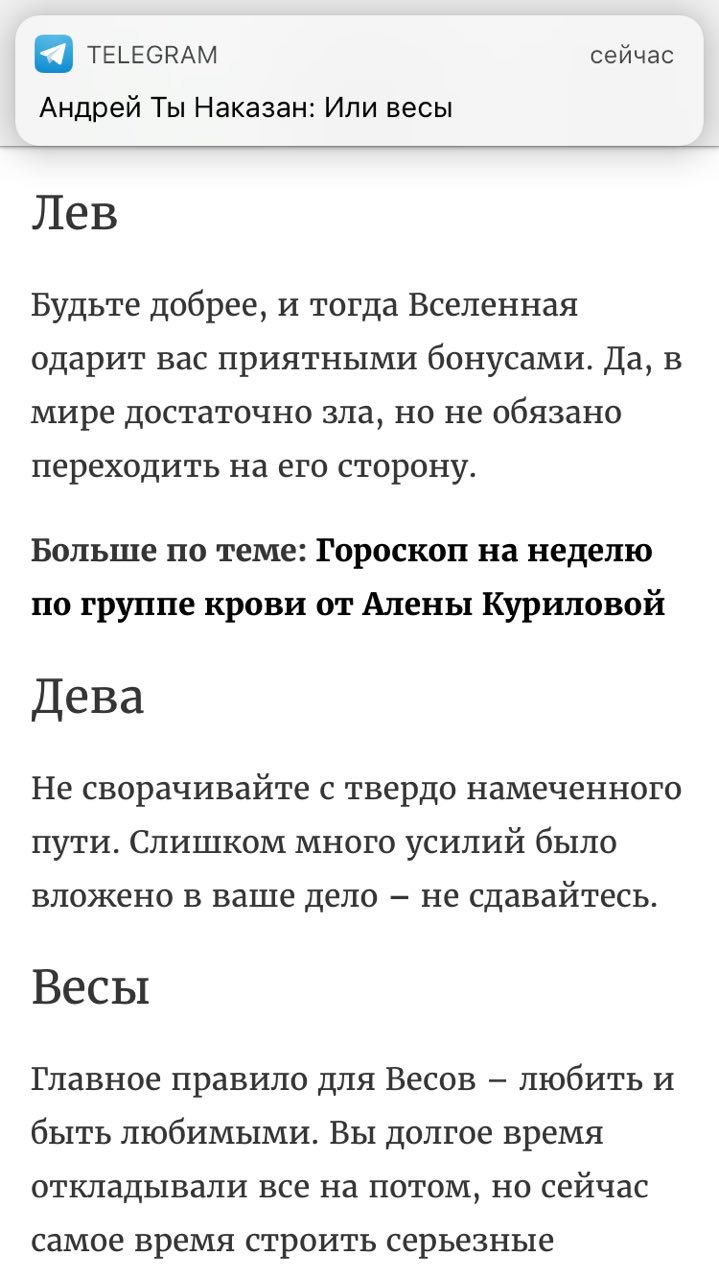 TELEGRAM
сейчас
Андрей Ты Наказан: Или весы
Лев
Будьте добрее, и тогда Вселенная
одарит вас приятными бонусами. Да, в
мире достаточно зла, но не обязано
переходить на его сторону.
Больше по теме: Гороскоп на неделю
по группе крови от Алены Куриловой
Дева
Не сворачивайте с твердо намеченного
пути. Слишком много усилий было
вложено в ваше дело – не сдавайтесь.
Весы
Главное правило для Весов – любить и
быть любимыми. Вы долгое время
откладывали все на потом, но сейчас
самое время строить серьезные